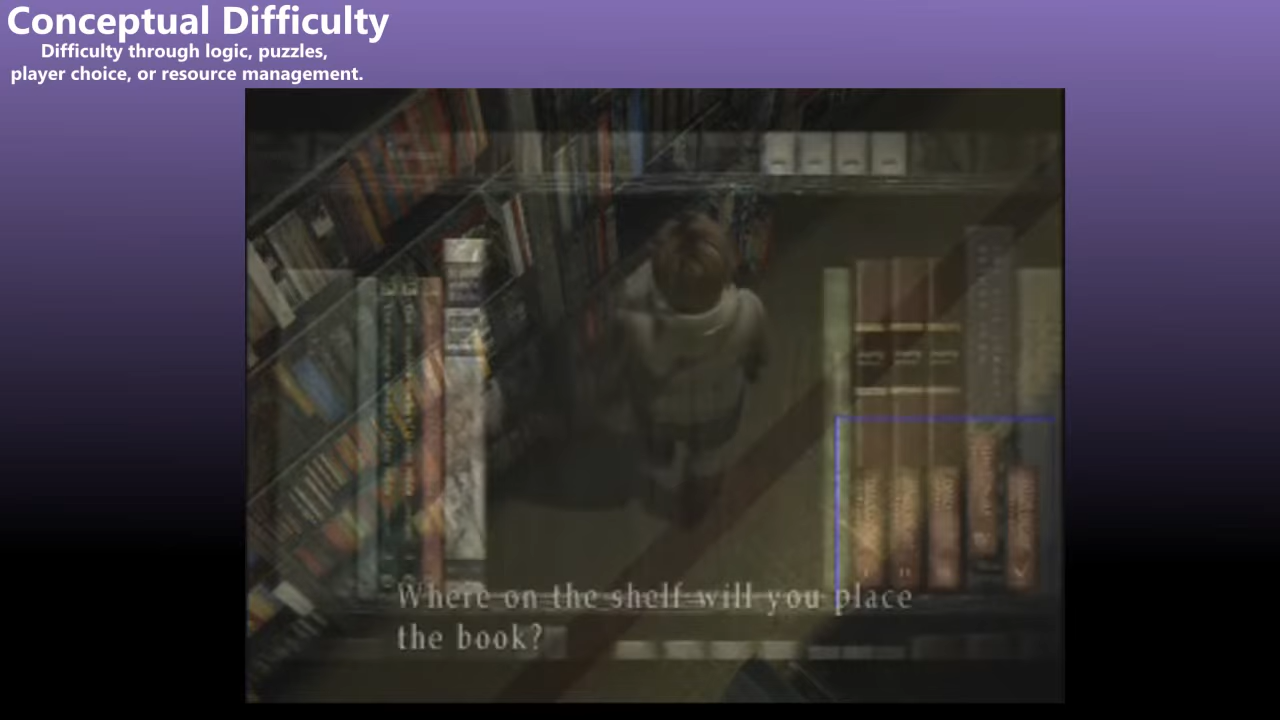 Conceptual Difficulty
Difficulty through logic, puzzles,
player choice, or resource management.
Where on the shelf will you place
the book?